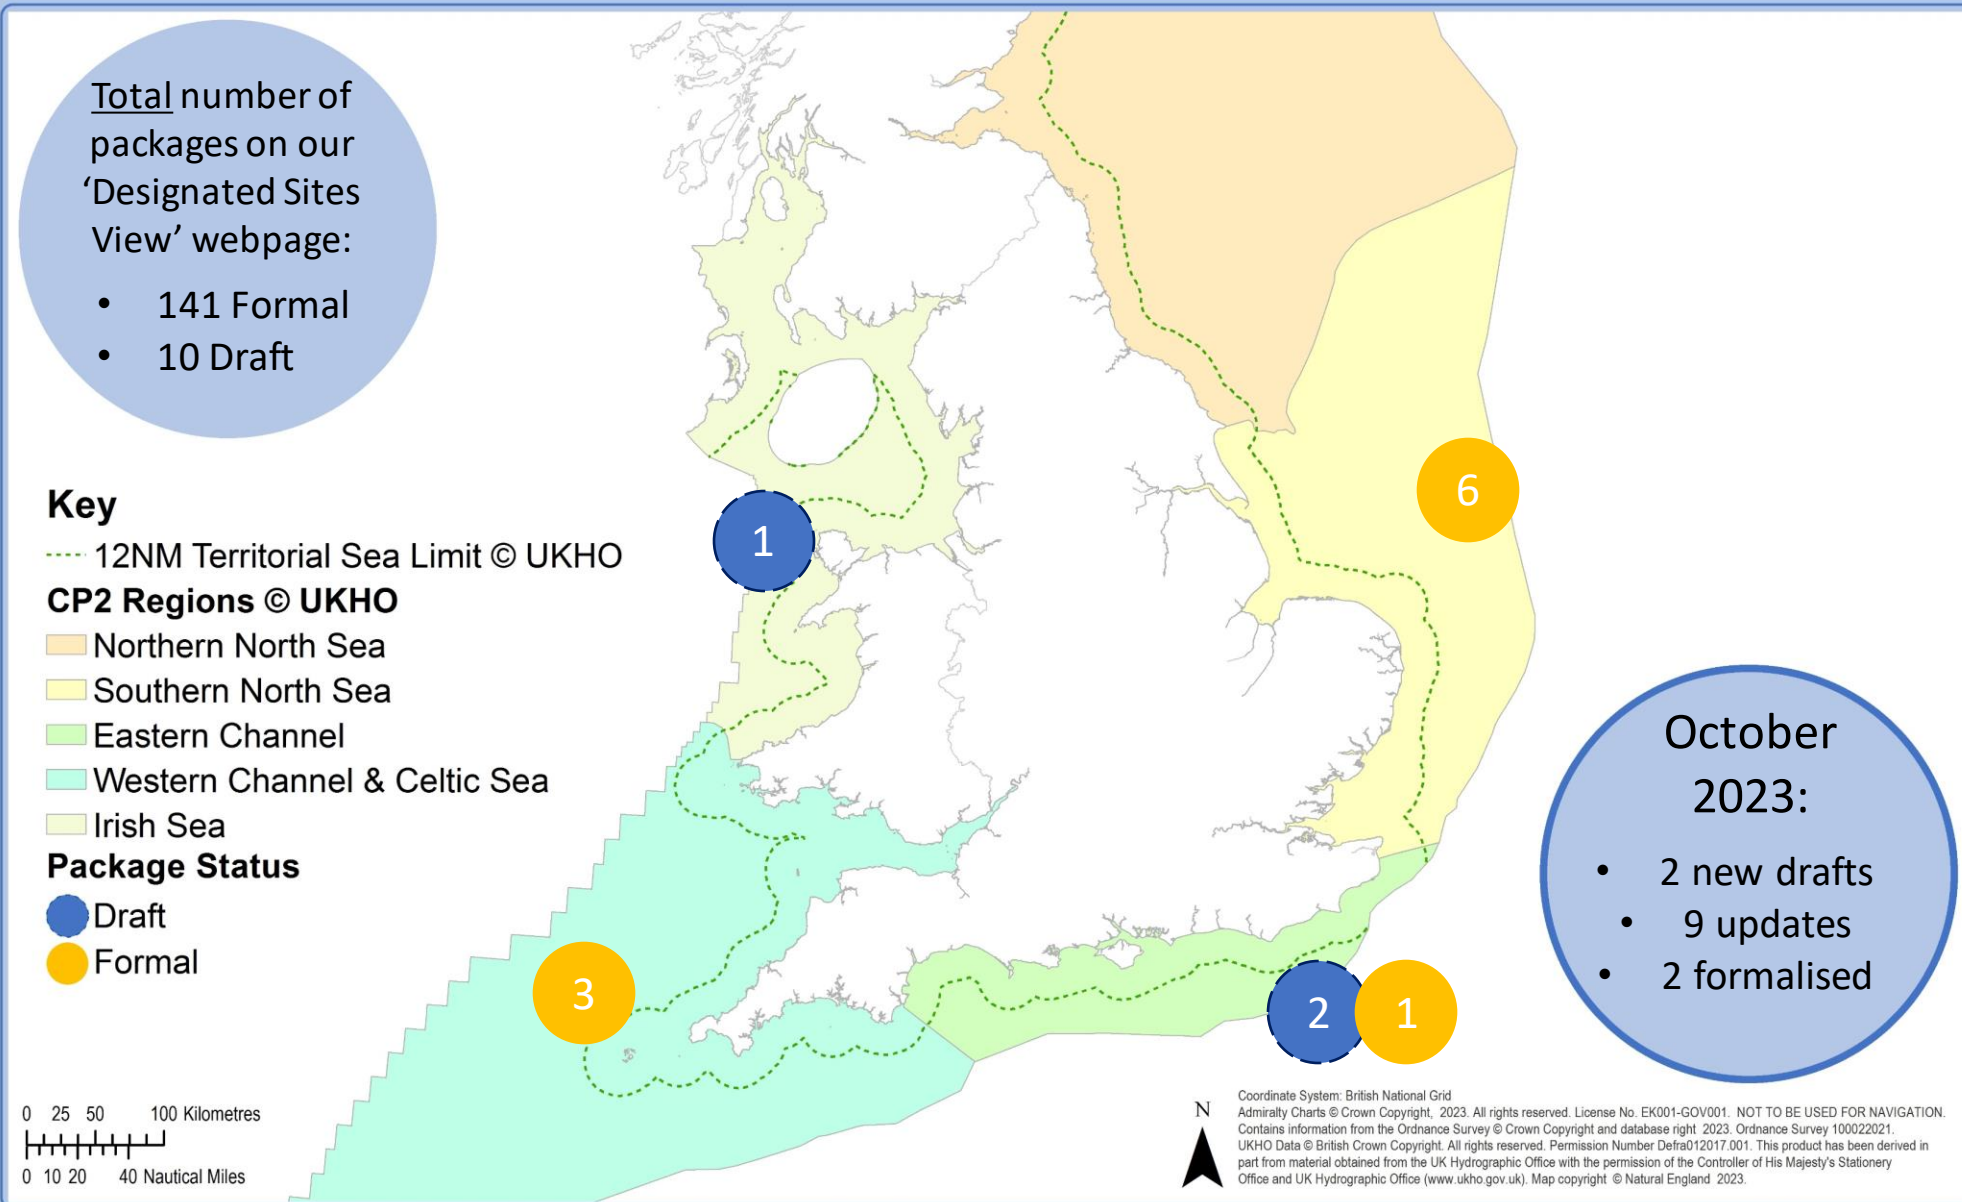 Total number of
packages on our
‘Designated Sites
View’ webpage:
• 141 Formal
• 10 Draft
Key
12NM Territorial Sea Limit © UKHO
CP2 Regions © UKHO
Northern North Sea
Southern North Sea
Eastern Channel
Western Channel & Celtic Sea
Irish Sea
Package Status
Draft
Formal
1
6
3
2
1
October
2023:
• 2 new drafts
• 9 updates
• 2 formalised
0 25 50 100 Kilometres
0 10 20 40 Nautical Miles
N
Coordinate System: British National Grid
Admiralty Charts © Crown Copyright, 2023. All rights reserved. License No. EK001-GOV001. NOT TO BE USED FOR NAVIGATION.
Contains information from the Ordnance Survey © Crown Copyright and database right 2023. Ordnance Survey 100022021.
UKHO Data © British Crown Copyright. All rights reserved. Permission Number Defra012017.001. This product has been derived in
part from material obtained from the UK Hydrographic Office with the permission of the Controller of His Majesty's Stationery
Office and UK Hydrographic Office (www.ukho.gov.uk). Map copyright © Natural England 2023.